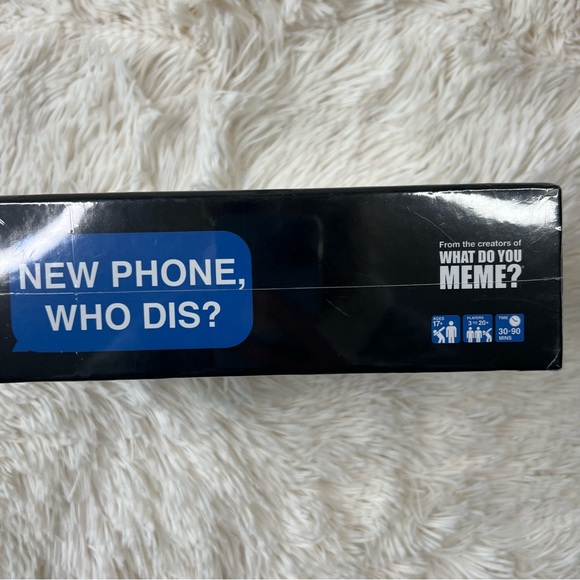 NEW PHONE,
WHO DIS?
From the creators of
WHAT DO YOU
MEME?
AGES
17+
PLAYERS
3 TO 20+
TIME
30-90
MINS